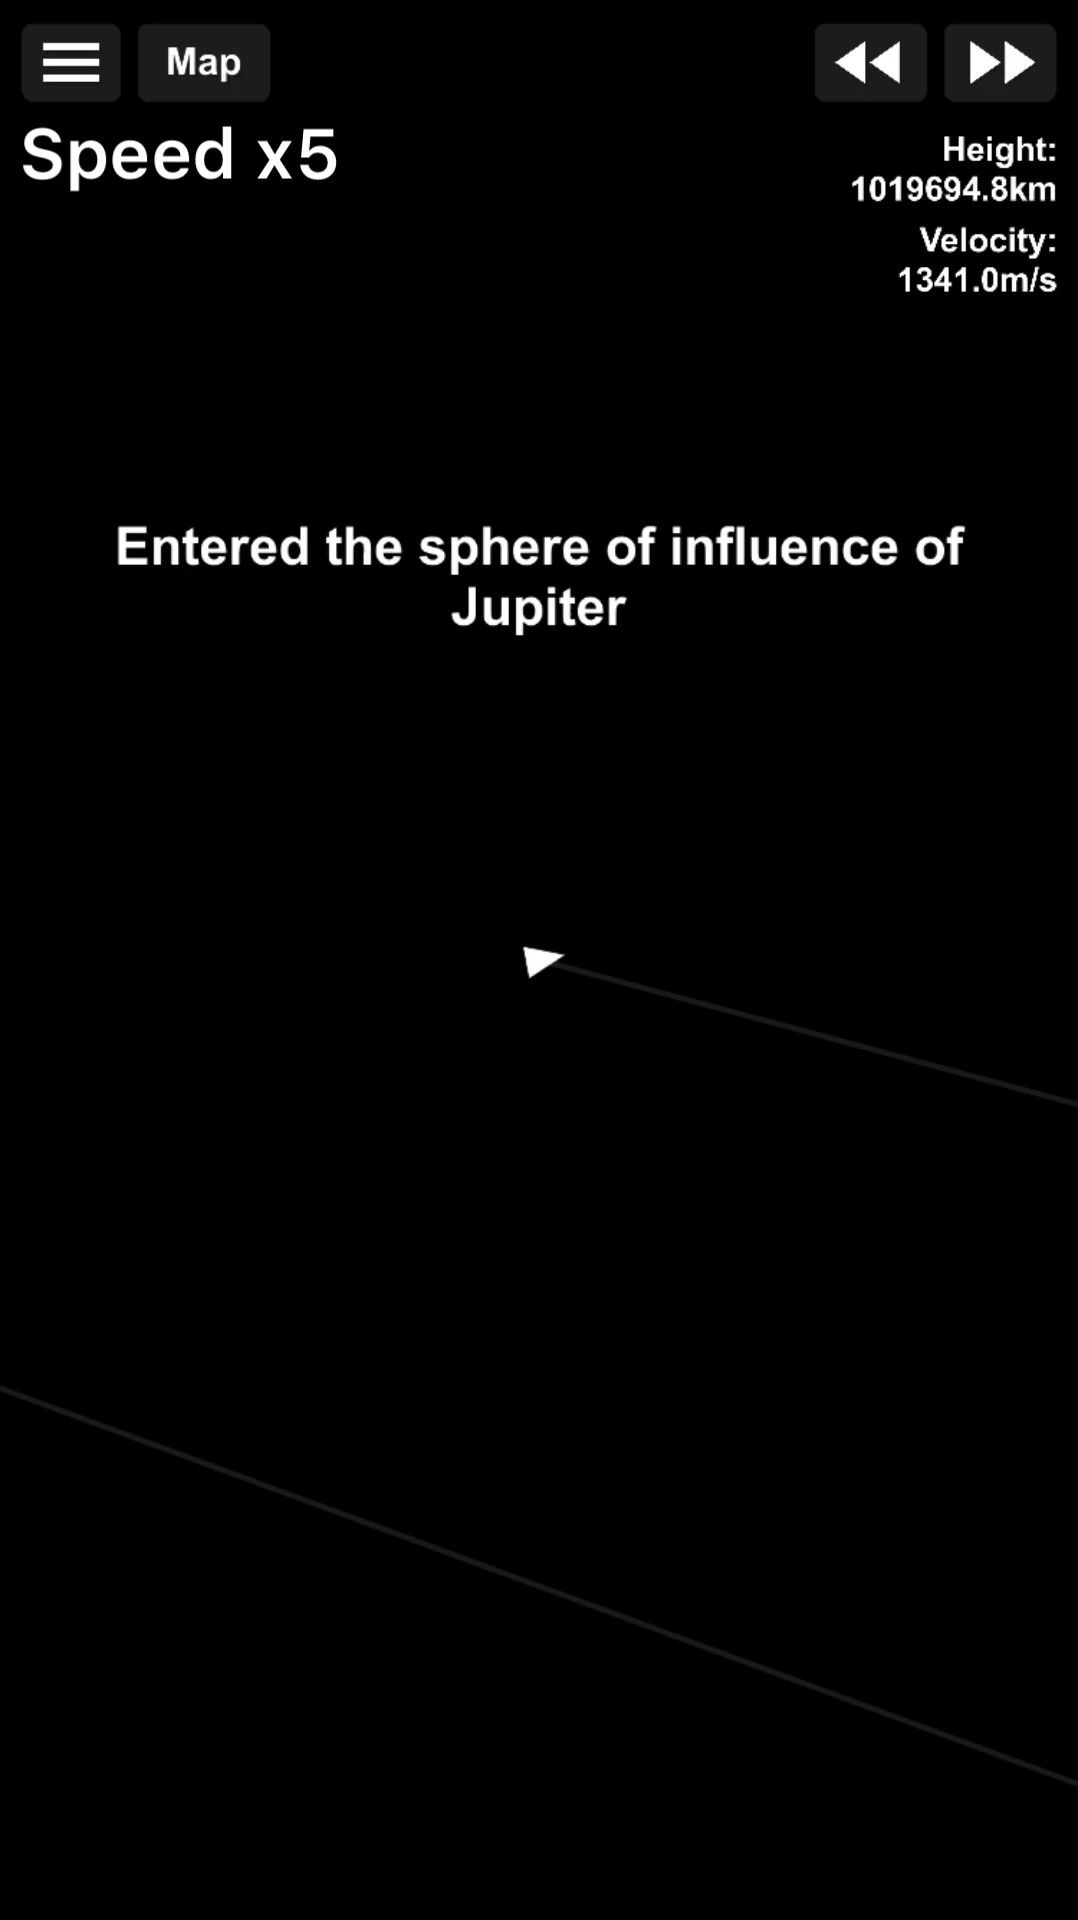 Map
Speed x5
Height:
1019694.8km
Velocity:
1341.0m/s
Entered the sphere of influence of
Jupiter